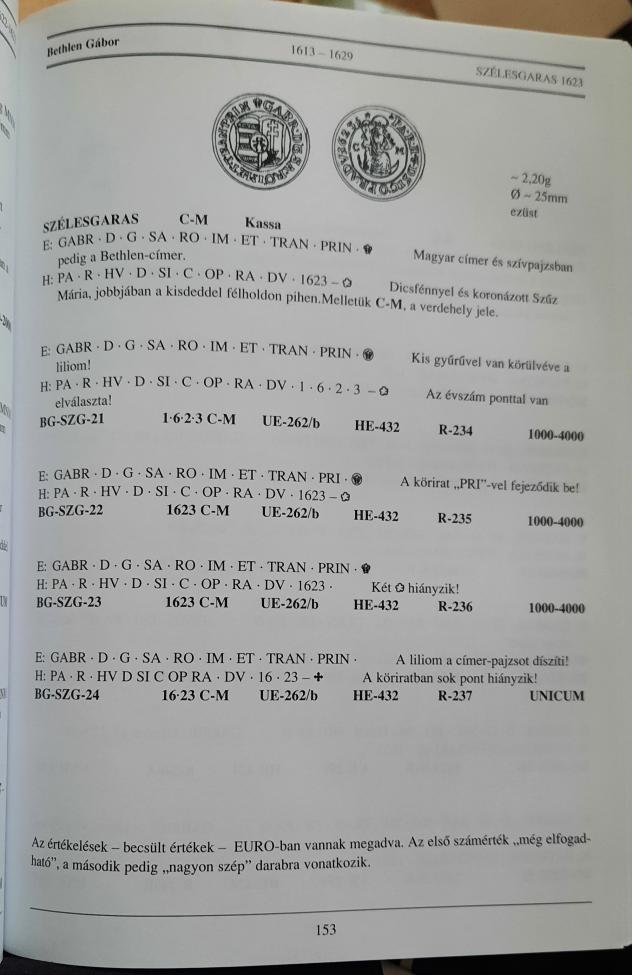 Bethlen Gábor 1613 – 1629 SZÉLESGARAS 1623
~ 2,20g
Ø ~ 25mm
ezüst
SZÉLESGARAS C-M Kassa
E: GABR · D · G · SA · RO · IM · ET · TRAN · PRIN · Magyar címer és szívpajzsban
pedig a Bethlen-címer.
H: PA · R · HV · D · SI · C · OP · RA · DV · 1623 – Dicsfénnyel és koronázott Szűz
Mária, jobbjában a kisdeddel félholdon pihen.Melletük C-M, a verdehely jele.
E: GABR · D · G · SA · RO · IM · ET · TRAN · PRIN · Kis gyűrűvel van körülvéve a
liliom!
H: PA · R · HV · D · SI · C · OP · RA · DV · 1 · 6 · 2 · 3 – Az évszám ponttal van
elválaszta!
BG-SZG-21 1·6·2·3 C-M UE-262/b HE-432 R-234 1000-4000
E: GABR · D · G · SA · RO · IM · ET · TRAN · PRI · A körirat „PRI”-vel fejeződik be!
H: PA · R · HV · D · SI · C · OP · RA · DV · 1623 –
BG-SZG-22 1623 C-M UE-262/b HE-432 R-235 1000-4000
E: GABR · D · G · SA · RO · IM · ET · TRAN · PRIN ·
H: PA · R · HV · D · SI · C · OP · RA · DV · 1623 · Két ✩ hiányzik!
BG-SZG-23 1623 C-M UE-262/b HE-432 R-236 1000-4000
E: GABR · D · G · SA · RO · IM · ET · TRAN · PRIN · A liliom a címer-pajzsot díszíti!
H: PA · R · HV D SI C OP RA · DV · 16 · 23 – ✚ A köriratban sok pont hiányzik!
BG-SZG-24 16·23 C-M UE-262/b HE-432 R-237 UNICUM
Az értékelések – becsült értékek – EURO-ban vannak megadva. Az első számérték „még elfogad-
ható”, a második pedig „nagyon szép” darabra vonatkozik.
153